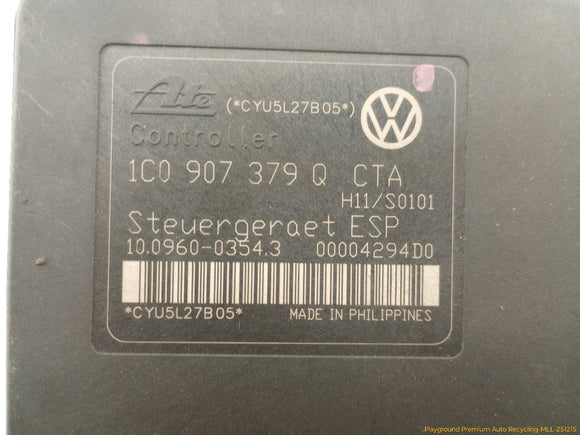 Ate (*CYU5L27B05*)
Controller
1C0 907 379 Q CTA
H11/S0101
Steuergeraet ESP
10.0960-0354.3 00004294D0
*CYU5L27B05* MADE IN PHILIPPINES
.Playground Premium Auto Recycling-MLL-251215